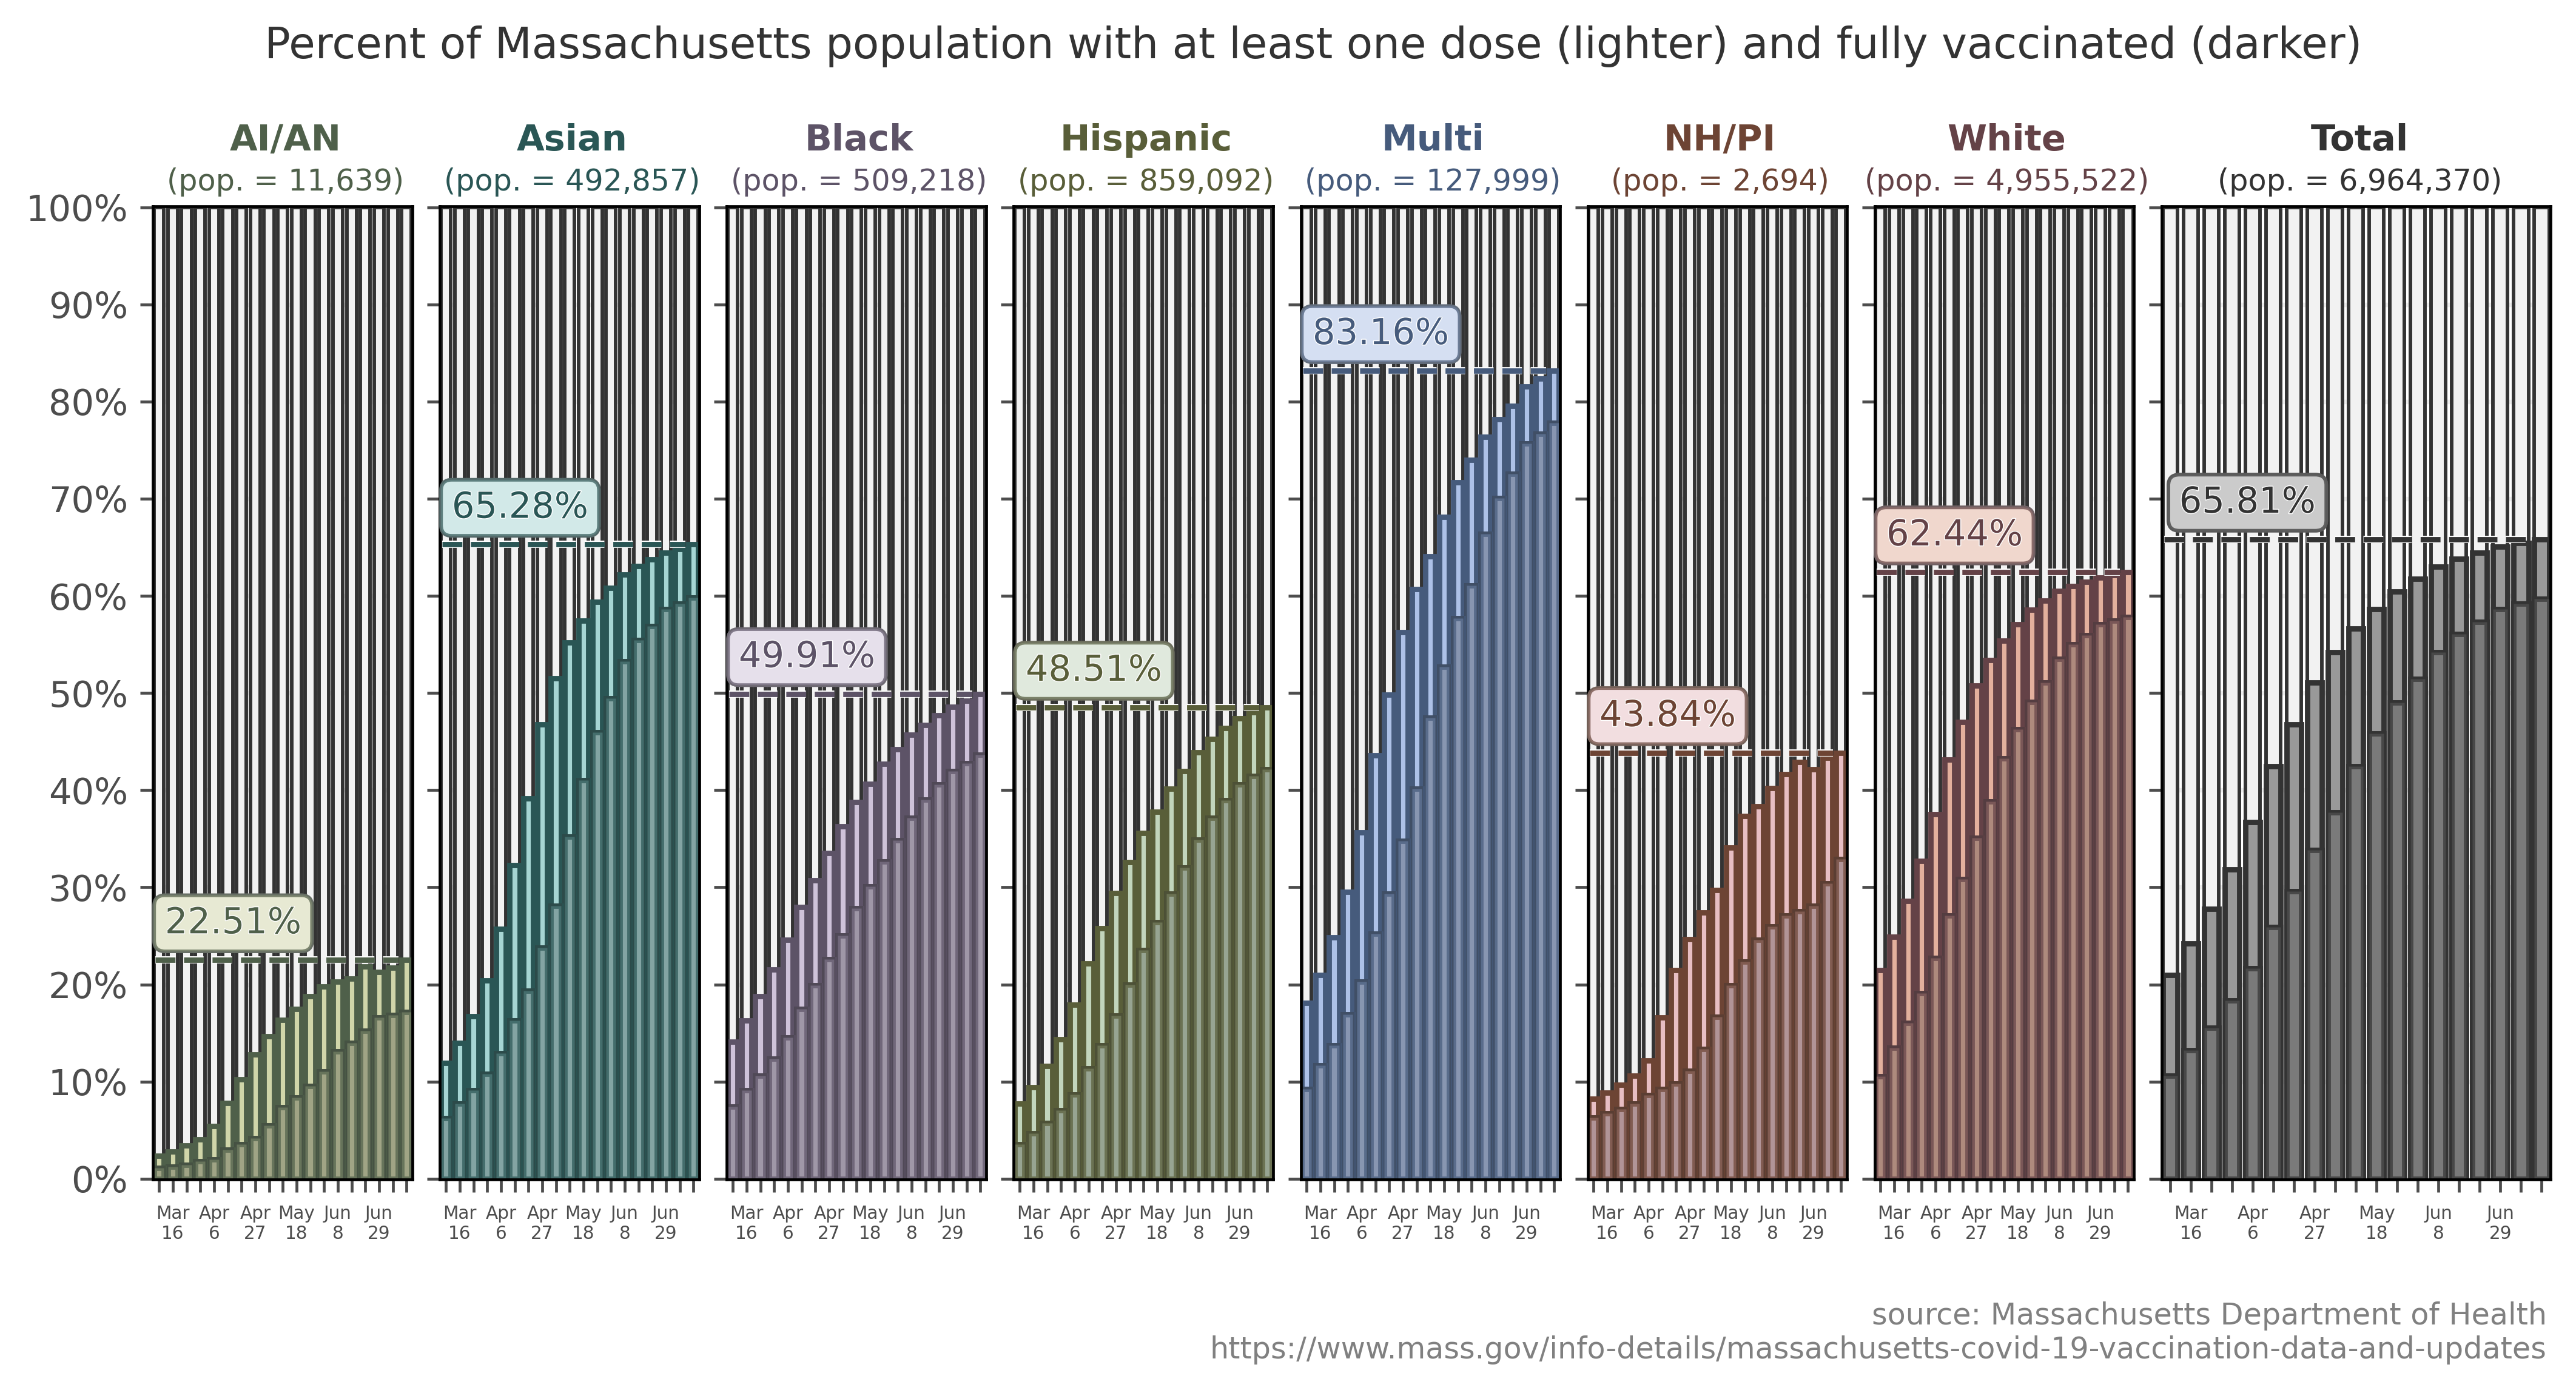 Percent of Massachusetts population with at least one dose (lighter) and fully vaccinated (darker)
AI/AN
(pop. = 11,639)
Asian
(pop. = 492,857)
Black
(pop. = 509,218)
Hispanic
(pop. = 859,092)
Multi
(pop. = 127,999)
NH/PI
(pop. = 2,694)
White
(pop. = 4,955,522)
Total
(pop. = 6,964,370)
100%
90%
80%
70%
60%
50%
40%
30%
20%
10%
0%
22.51%
65.28%
49.91%
48.51%
83.16%
43.84%
62.44%
65.81%
Mar Apr Apr May Jun Jun
16 6 27 18 8 29
Mar Apr Apr May Jun Jun
16 6 27 18 8 29
Mar Apr Apr May Jun Jun
16 6 27 18 8 29
Mar Apr Apr May Jun Jun
16 6 27 18 8 29
Mar Apr Apr May Jun Jun
16 6 27 18 8 29
Mar Apr Apr May Jun Jun
16 6 27 18 8 29
Mar Apr Apr May Jun Jun
16 6 27 18 8 29
Mar Apr Apr May Jun Jun
16 6 27 18 8 29
source: Massachusetts Department of Health
https://www.mass.gov/info-details/massachusetts-covid-19-vaccination-data-and-updates